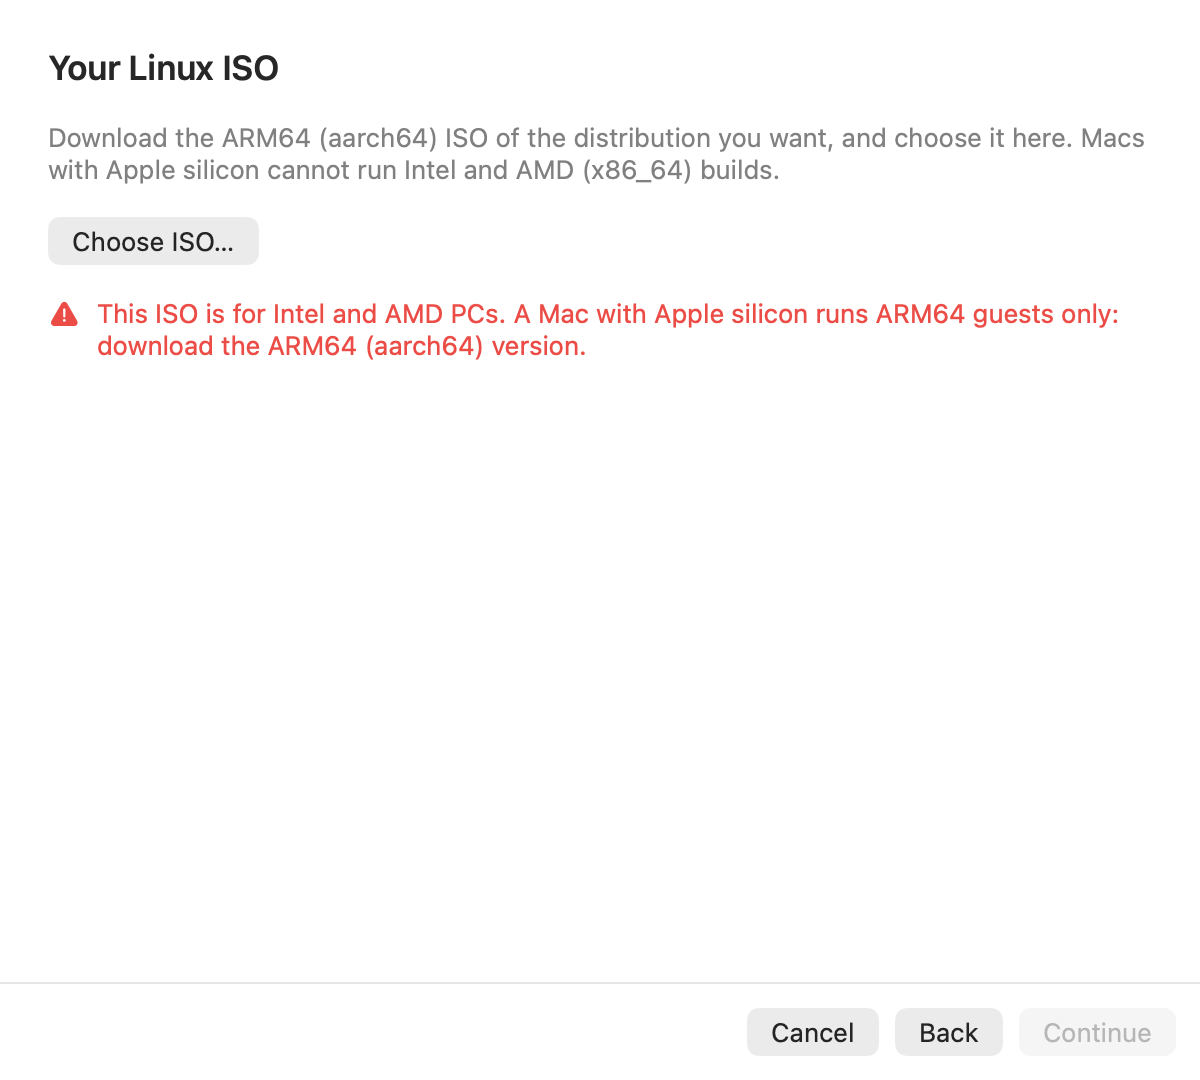 Your Linux ISO
Download the ARM64 (aarch64) ISO of the distribution you want, and choose it here. Macs
with Apple silicon cannot run Intel and AMD (x86_64) builds.
Choose ISO...
This ISO is for Intel and AMD PCs. A Mac with Apple silicon runs ARM64 guests only:
download the ARM64 (aarch64) version.
Cancel
Back
Continue